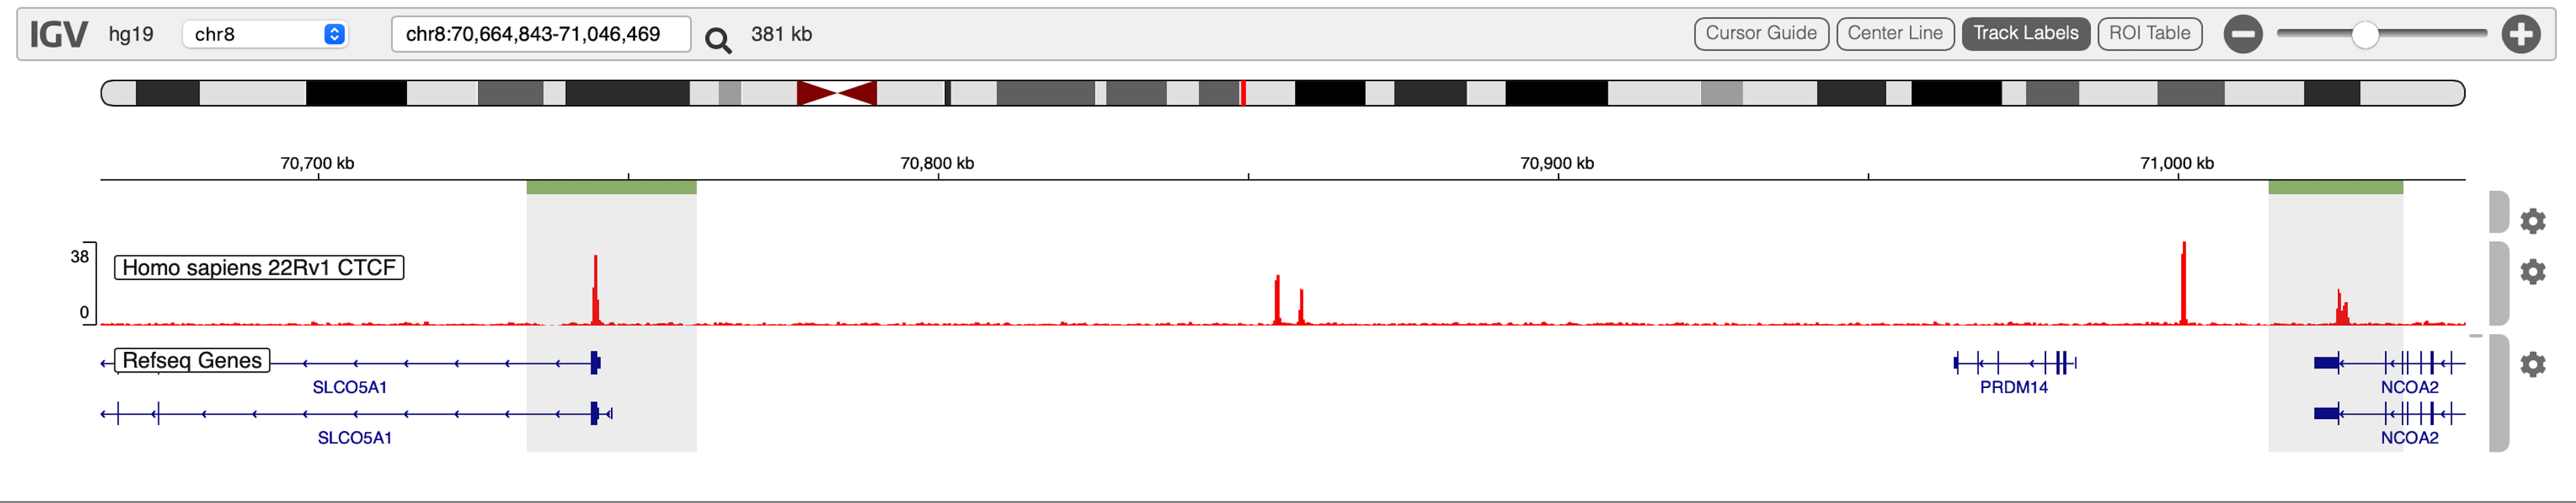 IGV hg19 chr8 chr8:70,664,843-71,046,469 381 kb Cursor Guide Center Line Track Labels ROI Table
70,700 kb 70,800 kb 70,900 kb 71,000 kb
38
Homo sapiens 22Rv1 CTCF
0
Refseq Genes
SLCO5A1 PRDM14 NCOA2
SLCO5A1 NCOA2